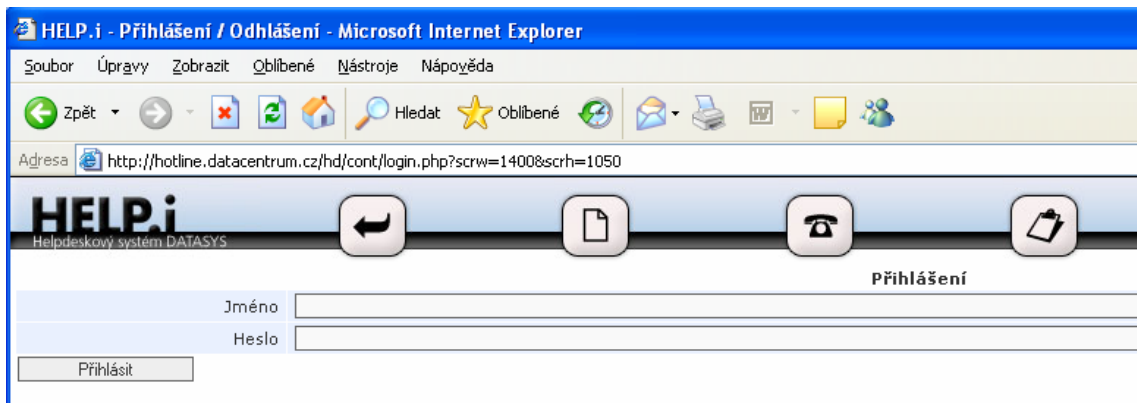 HELP.i - Přihlášení / Odhlášení - Microsoft Internet Explorer
Soubor Úpravy Zobrazit Oblíbené Nástroje Nápověda
Zpět Hledat Oblíbené
Adresa http://hotline.datacentrum.cz/hd/cont/login.php?scrw=1400&scrh=1050
HELP.i
Helpdeskový systém DATASYS
Přihlášení
Jméno
Heslo
Přihlásit